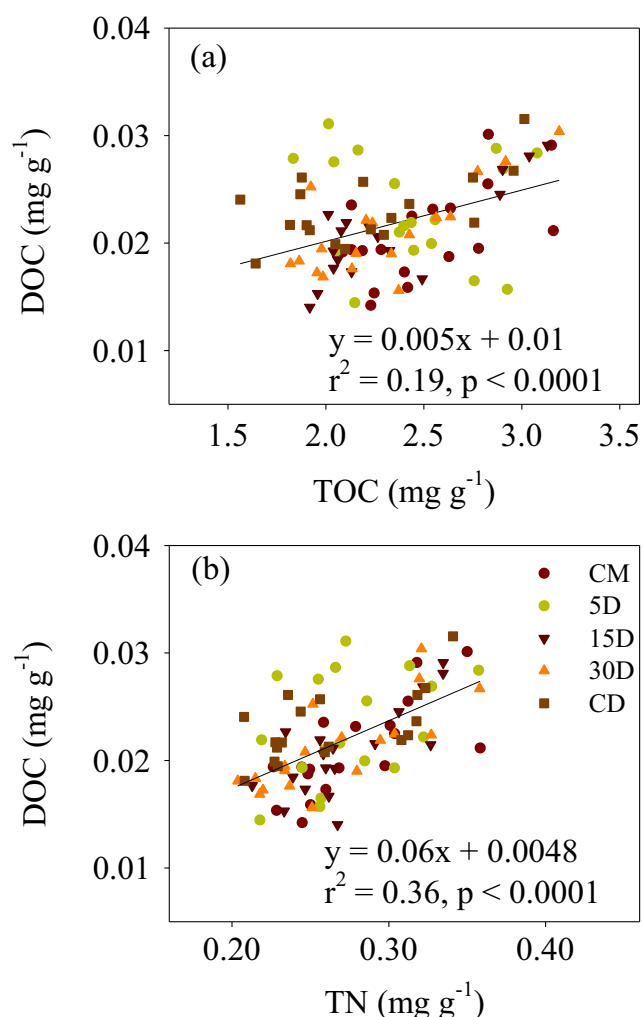 0.04
(a)
0.03
DOC (mg g⁻¹)
0.02
0.01
y = 0.005x + 0.01
r² = 0.19, p < 0.0001
1.5 2.0 2.5 3.0 3.5
TOC (mg g⁻¹)
0.04
(b)
CM
5D
0.03
15D
30D
CD
DOC (mg g⁻¹)
0.02
0.01
y = 0.06x + 0.0048
r² = 0.36, p < 0.0001
0.20 0.30 0.40
TN (mg g⁻¹)